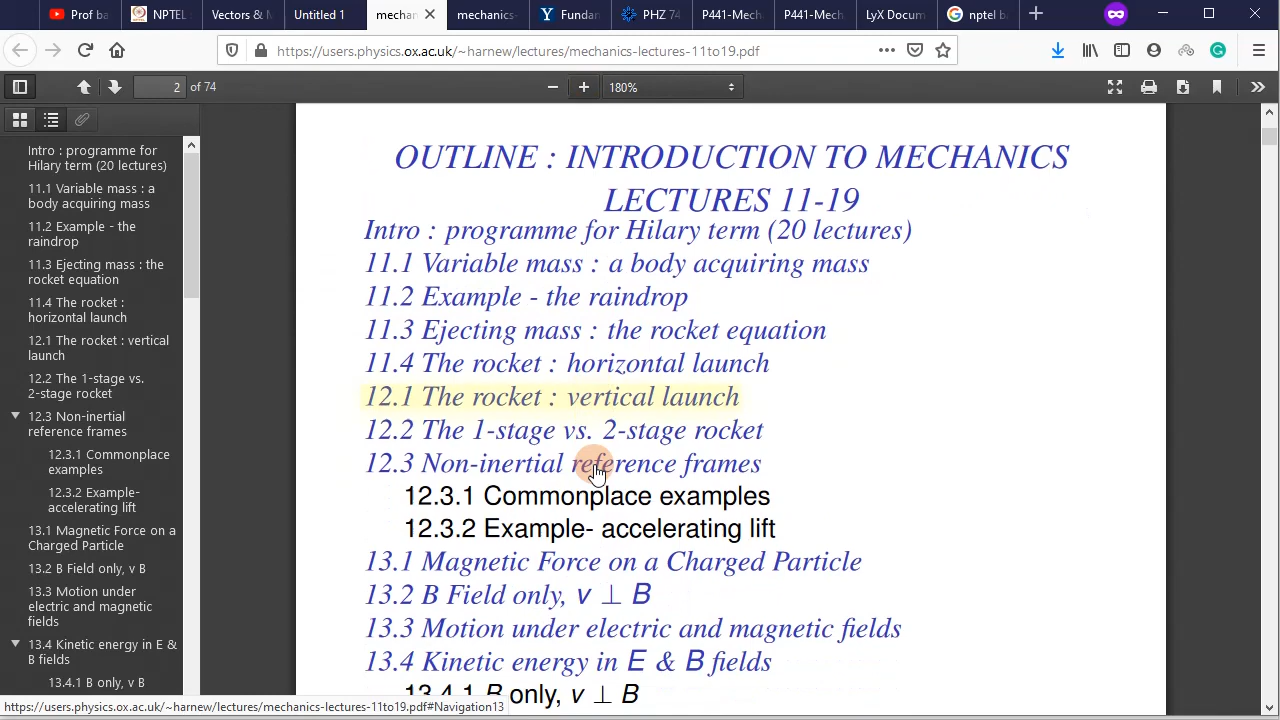 Prof ba
NPTEL
Vectors & M
Untitled 1
mechan
mechanics-
Fundan
PHZ 74
P441-Mech
P441-Mech
LyX Docum
nptel ba
https://users.physics.ox.ac.uk/~harnew/lectures/mechanics-lectures-11to19.pdf
2 of 74
180%
Intro : programme for
Hilary term (20 lectures)
11.1 Variable mass : a
body acquiring mass
11.2 Example - the
raindrop
11.3 Ejecting mass : the
rocket equation
11.4 The rocket :
horizontal launch
12.1 The rocket : vertical
launch
12.2 The 1-stage vs.
2-stage rocket
12.3 Non-inertial
reference frames
12.3.1 Commonplace
examples
12.3.2 Example-
accelerating lift
13.1 Magnetic Force on a
Charged Particle
13.2 B Field only, v B
13.3 Motion under
electric and magnetic
fields
13.4 Kinetic energy in E &
B fields
13.4.1 B only, v B
OUTLINE : INTRODUCTION TO MECHANICS
LECTURES 11-19
Intro : programme for Hilary term (20 lectures)
11.1 Variable mass : a body acquiring mass
11.2 Example - the raindrop
11.3 Ejecting mass : the rocket equation
11.4 The rocket : horizontal launch
12.1 The rocket : vertical launch
12.2 The 1-stage vs. 2-stage rocket
12.3 Non-inertial reference frames
12.3.1 Commonplace examples
12.3.2 Example- accelerating lift
13.1 Magnetic Force on a Charged Particle
13.2 B Field only, v ⊥ B
13.3 Motion under electric and magnetic fields
13.4 Kinetic energy in E & B fields
13.4.1 B only, v ⊥ B
https://users.physics.ox.ac.uk/~harnew/lectures/mechanics-lectures-11to19.pdf#Navigation13